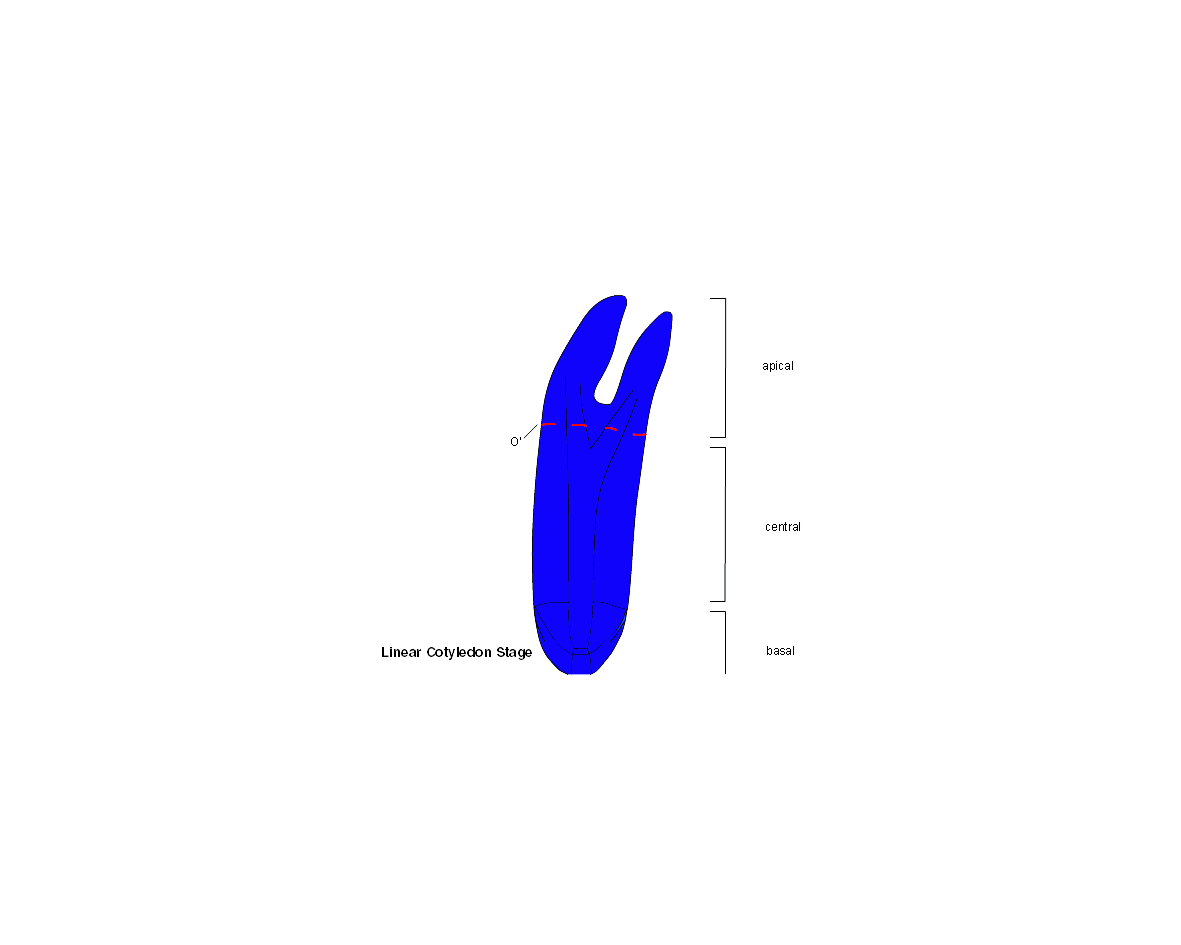 apical
O'
central
Linear Cotyledon Stage
basal